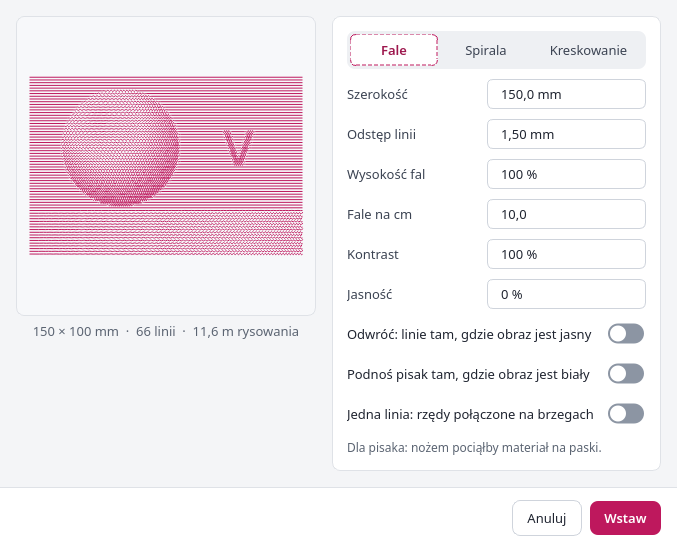 V
150 × 100 mm · 66 linii · 11,6 m rysowania
Fale
Spirala
Kreskowanie
Szerokość
150,0 mm
Odstęp linii
1,50 mm
Wysokość fal
100 %
Fale na cm
10,0
Kontrast
100 %
Jasność
0 %
Odwróć: linie tam, gdzie obraz jest jasny
Podnoś pisak tam, gdzie obraz jest biały
Jedna linia: rzędy połączone na brzegach
Dla pisaka: nożem pociąłby materiał na paski.
Anuluj
Wstaw